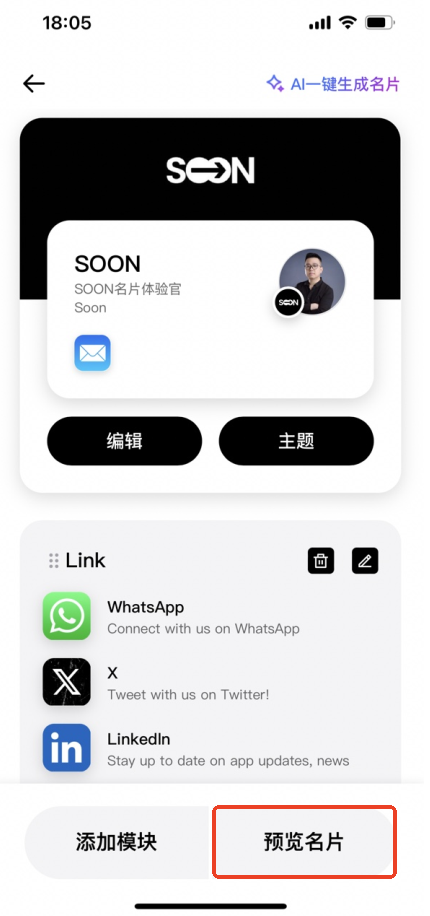 18:05
AI一键生成名片
SOON
SOON
SOON名片体验官
Soon
SOON
编辑
主题
Link
WhatsApp
Connect with us on WhatsApp
X
Tweet with us on Twitter!
LinkedIn
Stay up to date on app updates, news
添加模块
预览名片